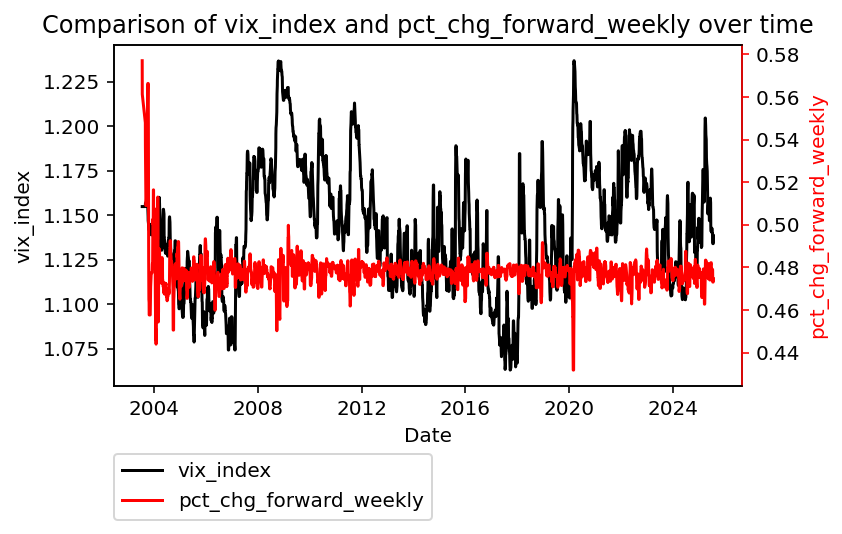 Comparison of vix_index and pct_chg_forward_weekly over time
vix_index
1.225
1.200
1.175
1.150
1.125
1.100
1.075
0.58
0.56
0.54
0.52
0.50
0.48
0.46
0.44
pct_chg_forward_weekly
2004 2008 2012 2016 2020 2024
Date
vix_index
pct_chg_forward_weekly